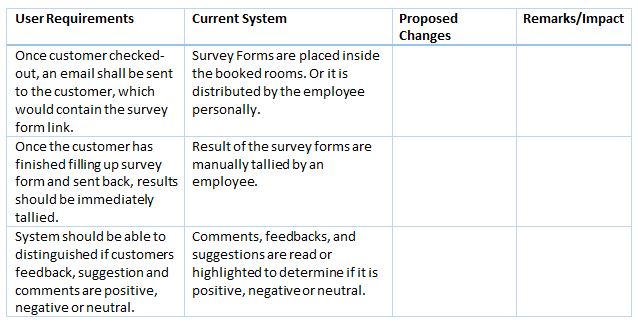 User Requirements
Current System
Proposed
Changes
Remarks/Impact
Once customer checked-
out, an email shall be sent
to the customer, which
would contain the survey
form link.
Survey Forms are placed inside
the booked rooms. Or it is
distributed by the employee
personally.
Once the customer has
finished filling up survey
form and sent back, results
should be immediately
tallied.
Result of the survey forms are
manually tallied by an
employee.
System should be able to
distinguished if customers
feedback, suggestion and
comments are positive,
negative or neutral.
Comments, feedbacks, and
suggestions are read or
highlighted to determine if it is
positive, negative or neutral.